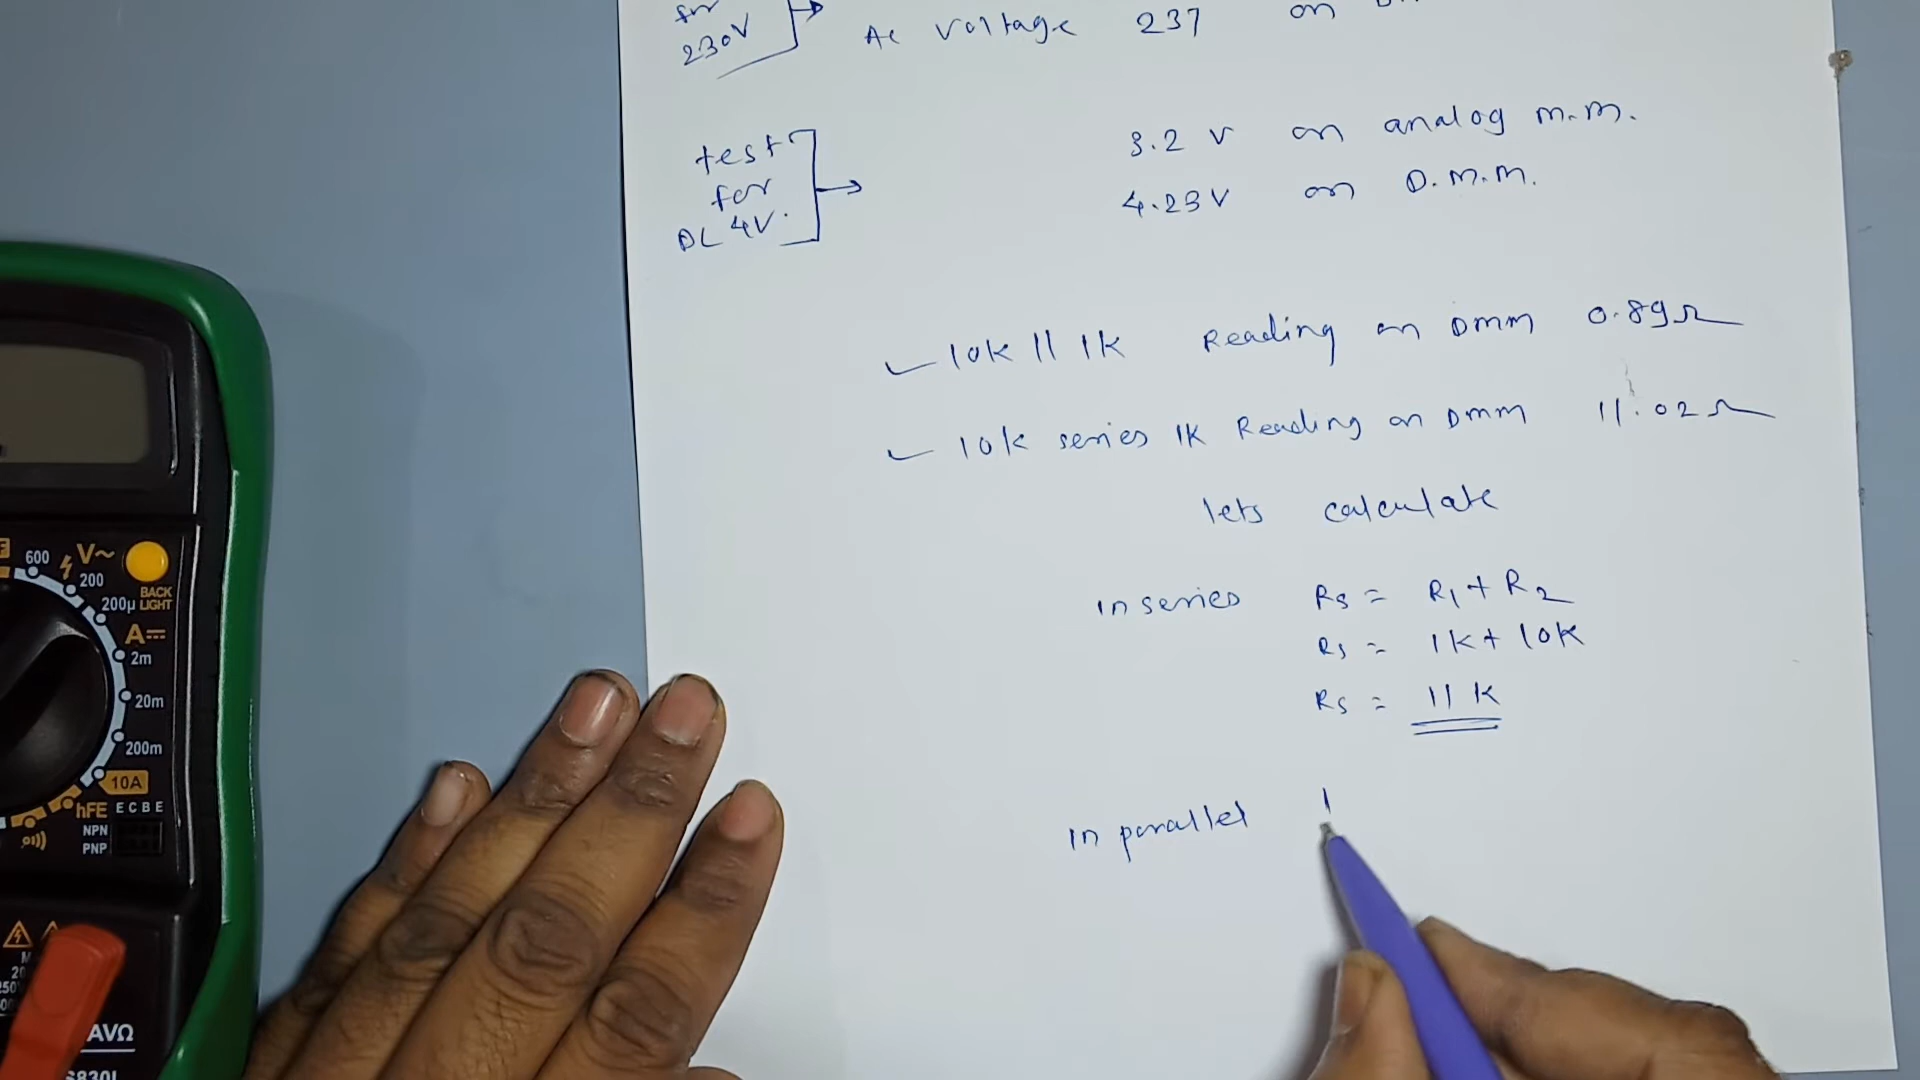 for
230V
Ac voltage 237 on
test
for
DC 4V.
3.2 V on analog m.m.
4.23V on D.M.M.
10k || 1k Reading on Dmm 0.89Ω
10k series 1k Reading on Dmm 11.02Ω
lets calculate
in series Rs = R1 + R2
Rs = 1k + 10k
Rs = 11 k
in parallel 1
600 V~
200
200µ BACK LIGHT
A
2m
20m
200m
10A
hFE E C B E
NPN
PNP
AVΩ
830L